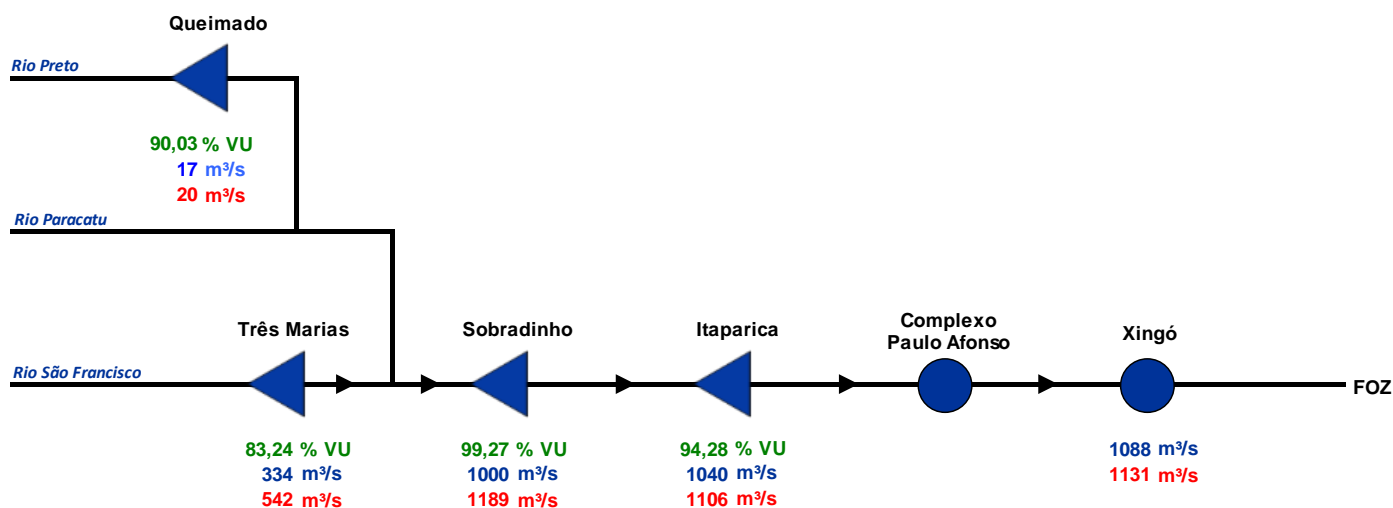 Queimado
Rio Preto
90,03 % VU
17 m³/s
20 m³/s
Rio Paracatu
Três Marias
Sobradinho
Itaparica
Complexo
Paulo Afonso
Xingó
Rio São Francisco
FOZ
83,24 % VU
334 m³/s
542 m³/s
99,27 % VU
1000 m³/s
1189 m³/s
94,28 % VU
1040 m³/s
1106 m³/s
1088 m³/s
1131 m³/s